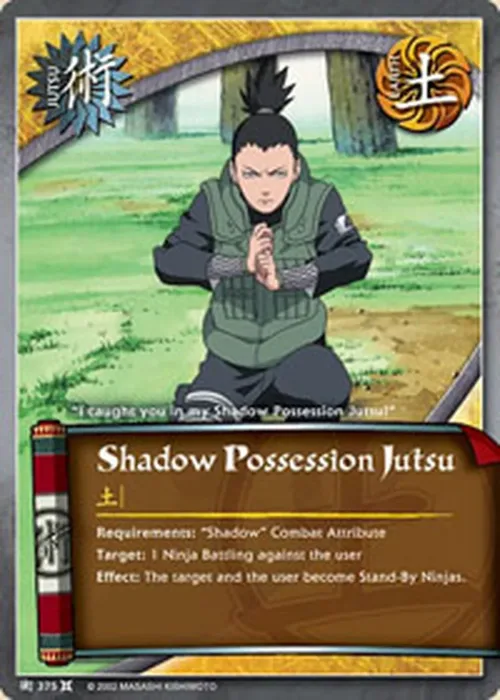 JUTSU 術
EARTH 土
"I caught you in my Shadow Possession Jutsu!"
Shadow Possession Jutsu
土
Requirements: "Shadow" Combat Attribute
Target: 1 Ninja Battling against the user
Effect: The target and the user become Stand-By Ninjas.
術 375 © 2002 MASASHI KISHIMOTO